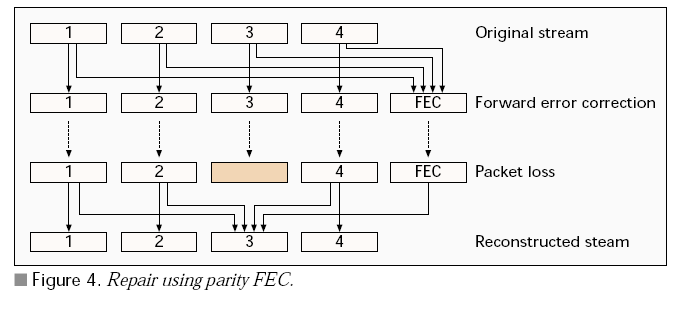 1 2 3 4 Original stream
1 2 3 4 FEC Forward error correction
1 2 4 FEC Packet loss
1 2 3 4 Reconstructed steam
Figure 4. Repair using parity FEC.